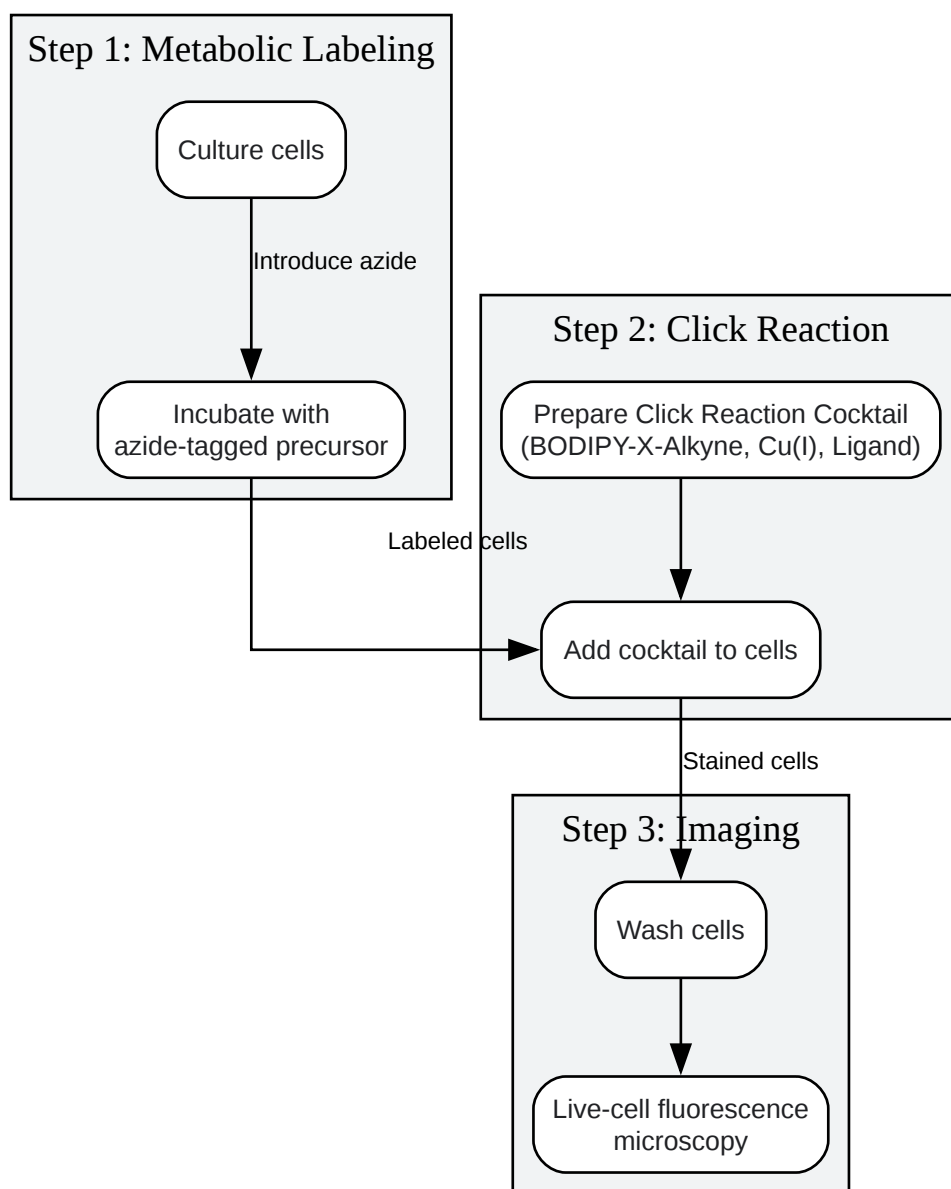 Step 1: Metabolic Labeling
Culture cells
Introduce azide
Incubate with
azide-tagged precursor
Labeled cells
Step 2: Click Reaction
Prepare Click Reaction Cocktail
(BODIPY-X-Alkyne, Cu(I), Ligand)
Add cocktail to cells
Stained cells
Step 3: Imaging
Wash cells
Live-cell fluorescence
microscopy